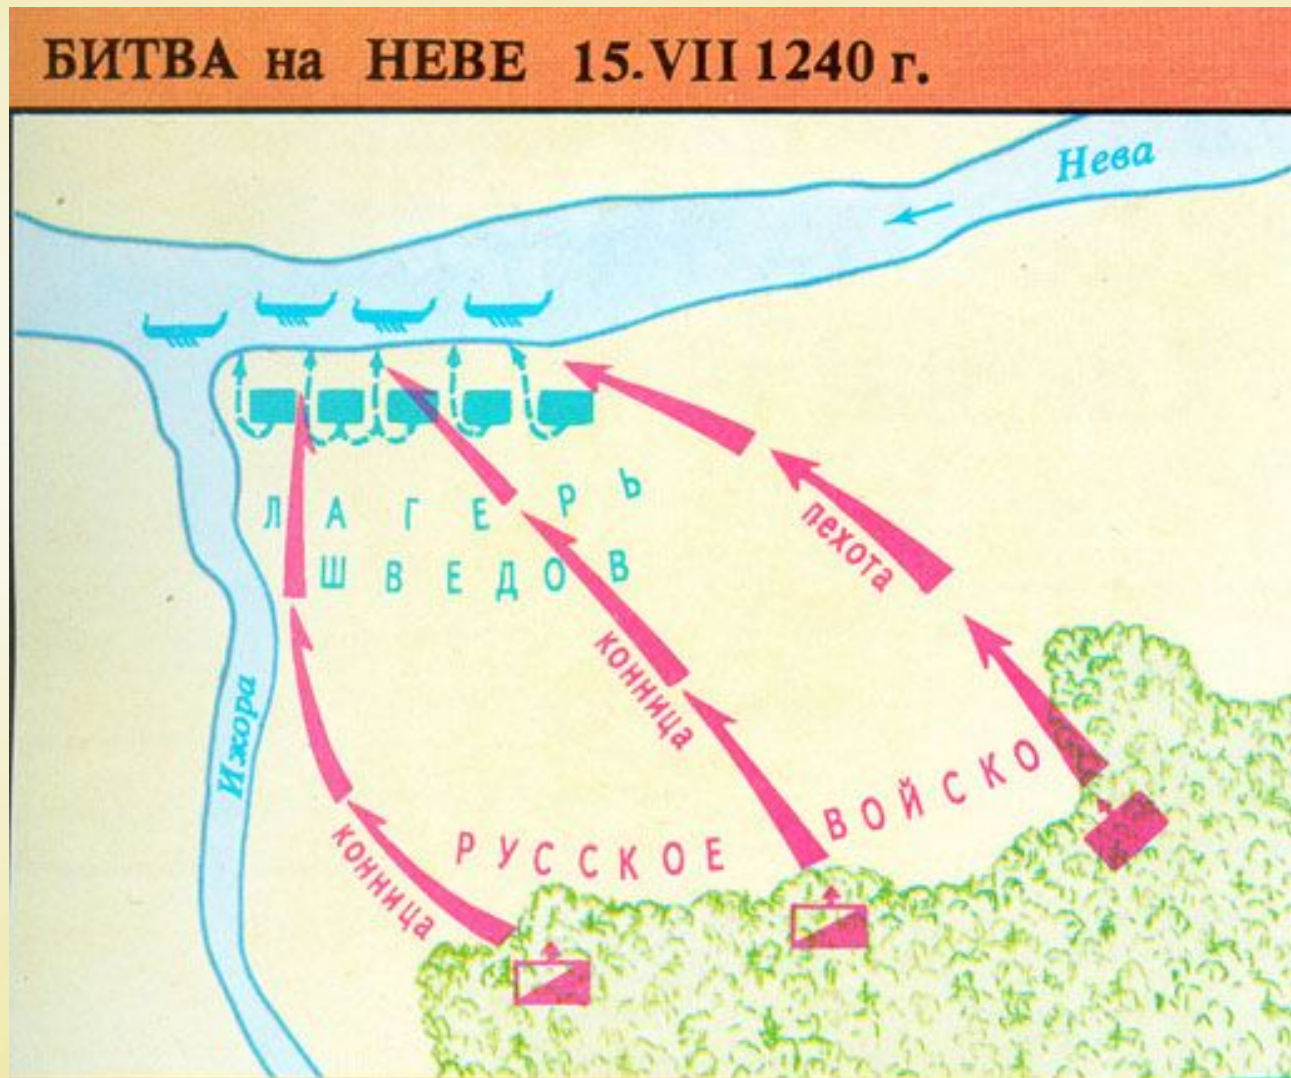 БИТВА на НЕВЕ 15.VII 1240 г.
Нева
ЛАГЕРЬ
ШВЕДОВ
пехота
конница
Ижора
РУССКОЕ ВОЙСКО
конница